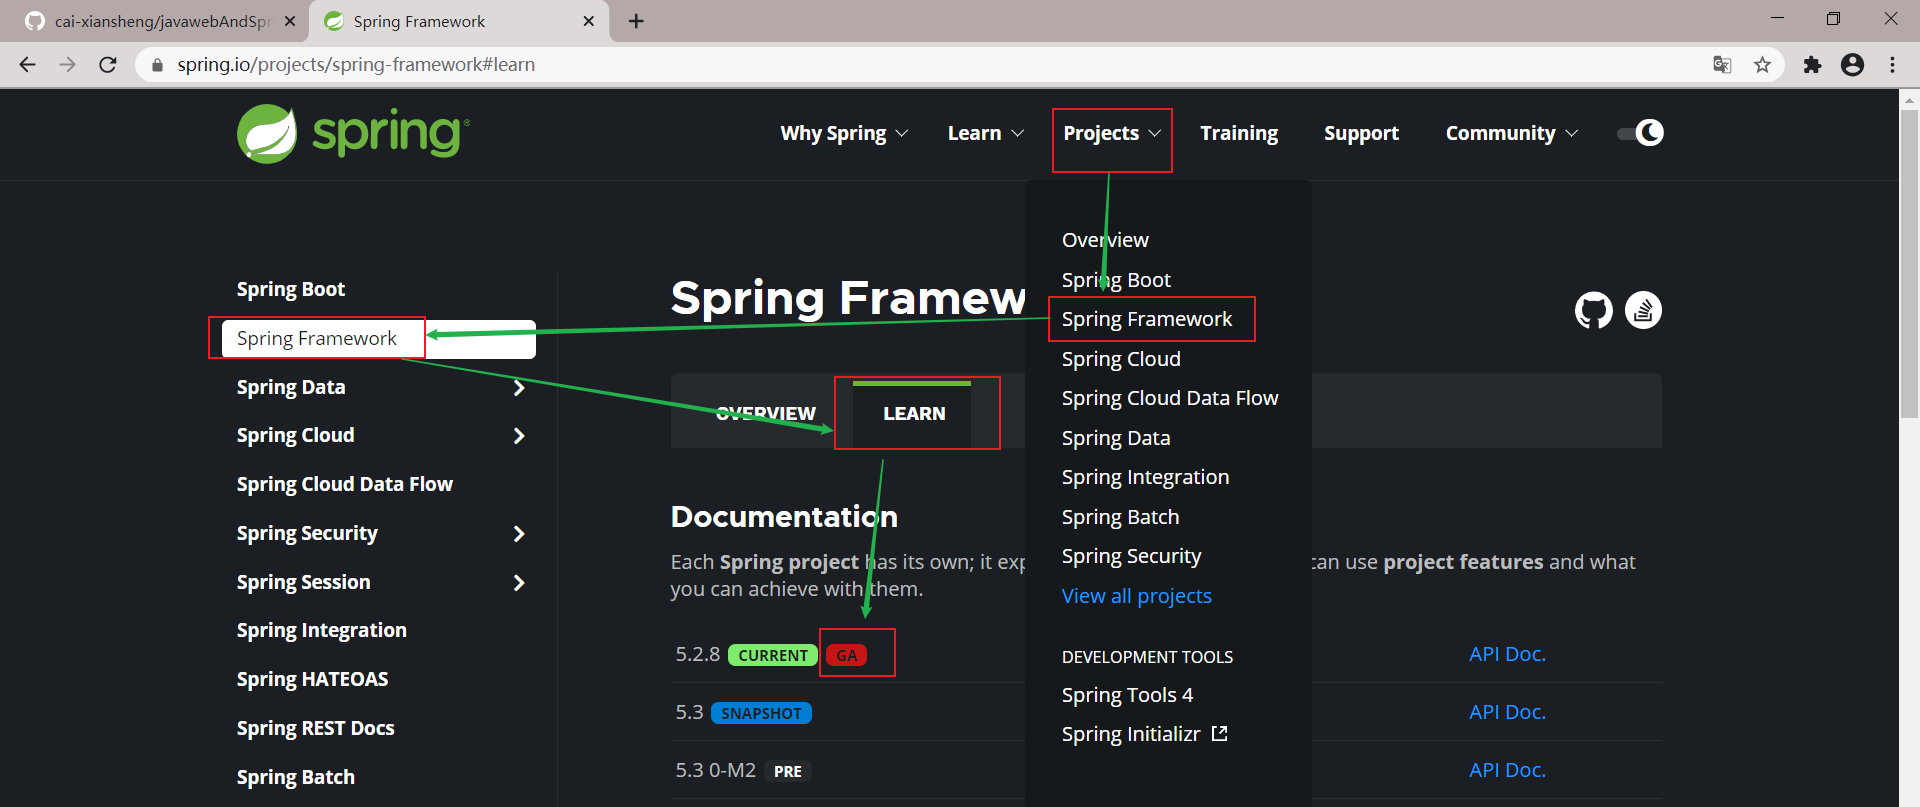 cai-xiansheng/javawebAndSpr
Spring Framework
spring.io/projects/spring-framework#learn
spring
Why Spring
Learn
Projects
Training
Support
Community
Overview
Spring Boot
Spring Framework
Spring Cloud
Spring Cloud Data Flow
Spring Data
Spring Integration
Spring Batch
Spring Security
View all projects
DEVELOPMENT TOOLS
Spring Tools 4
Spring Initializr
Spring Boot
Spring Framework
Spring Data
Spring Cloud
Spring Cloud Data Flow
Spring Security
Spring Session
Spring Integration
Spring HATEOAS
Spring REST Docs
Spring Batch
Spring Framew
OVERVIEW
LEARN
Documentation
Each Spring project has its own; it exp can use project features and what
you can achieve with them.
5.2.8 CURRENT GA API Doc.
5.3 SNAPSHOT API Doc.
5.3 0-M2 PRE API Doc.